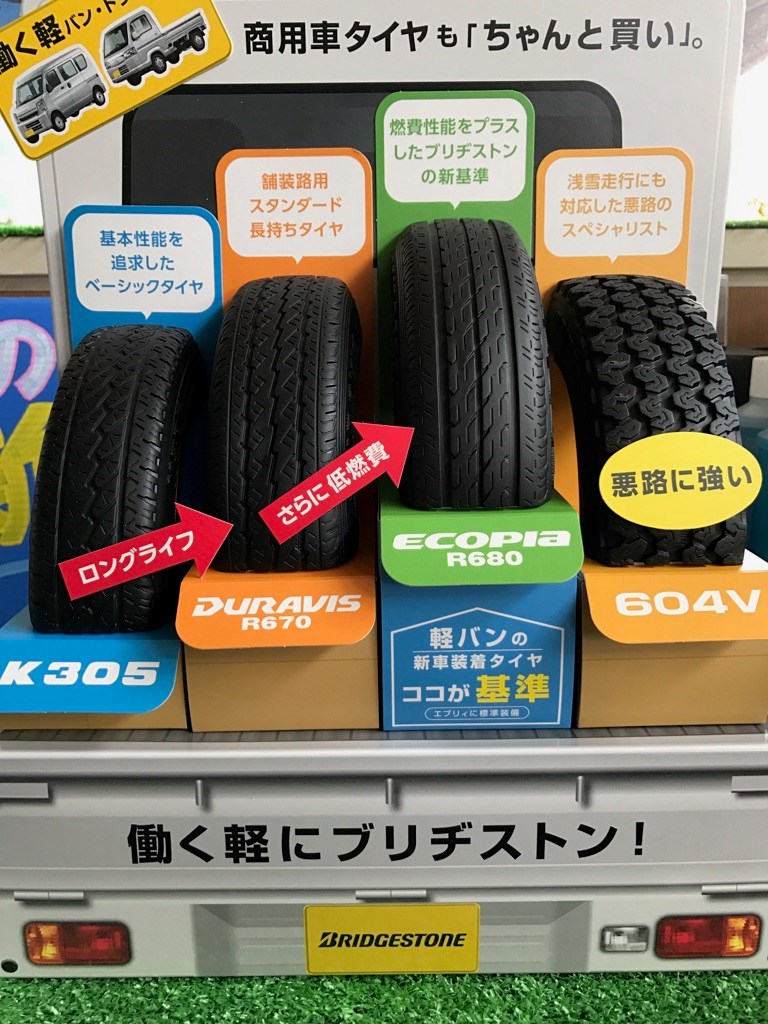 働く軽バン・トラ
商用車タイヤも「ちゃんと買い」。
燃費性能をプラス
したブリヂストン
の新基準
舗装路用
スタンダード
長持ちタイヤ
浅雪走行にも
対応した悪路の
スペシャリスト
基本性能を
追求した
ベーシックタイヤ
ロングライフ
さらに低燃費
悪路に強い
K305
DURAVIS
R670
ECOPIA
R680
604V
軽バンの
新車装着タイヤ
ココが基準
エブリィに標準装備
働く軽にブリヂストン!
BRIDGESTONE